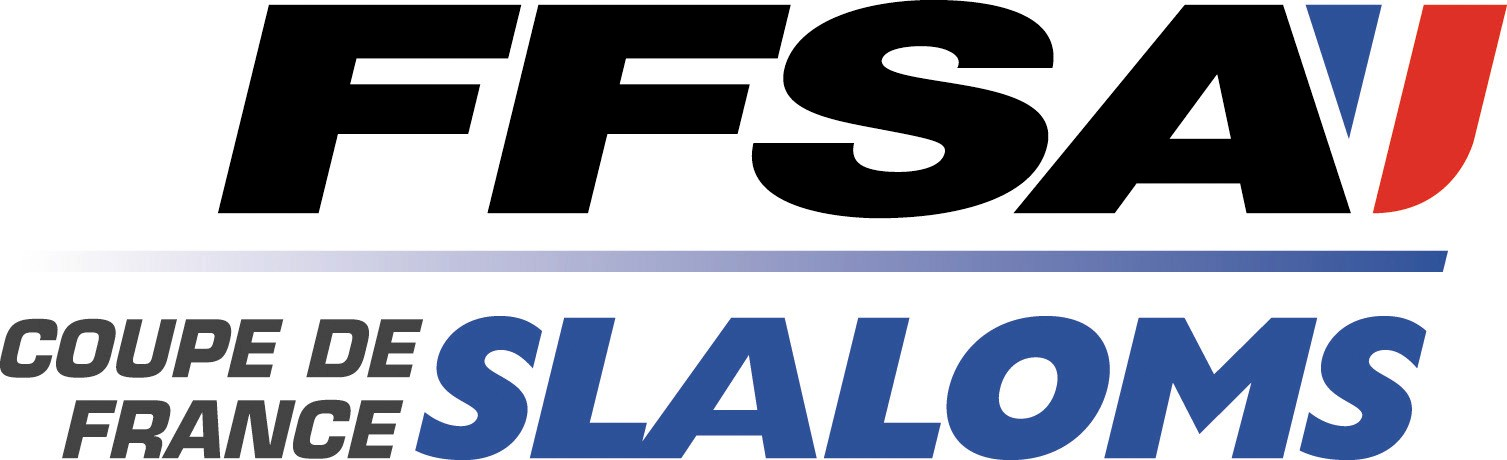 FFSA
COUPE DE
FRANCE
SLALOMS